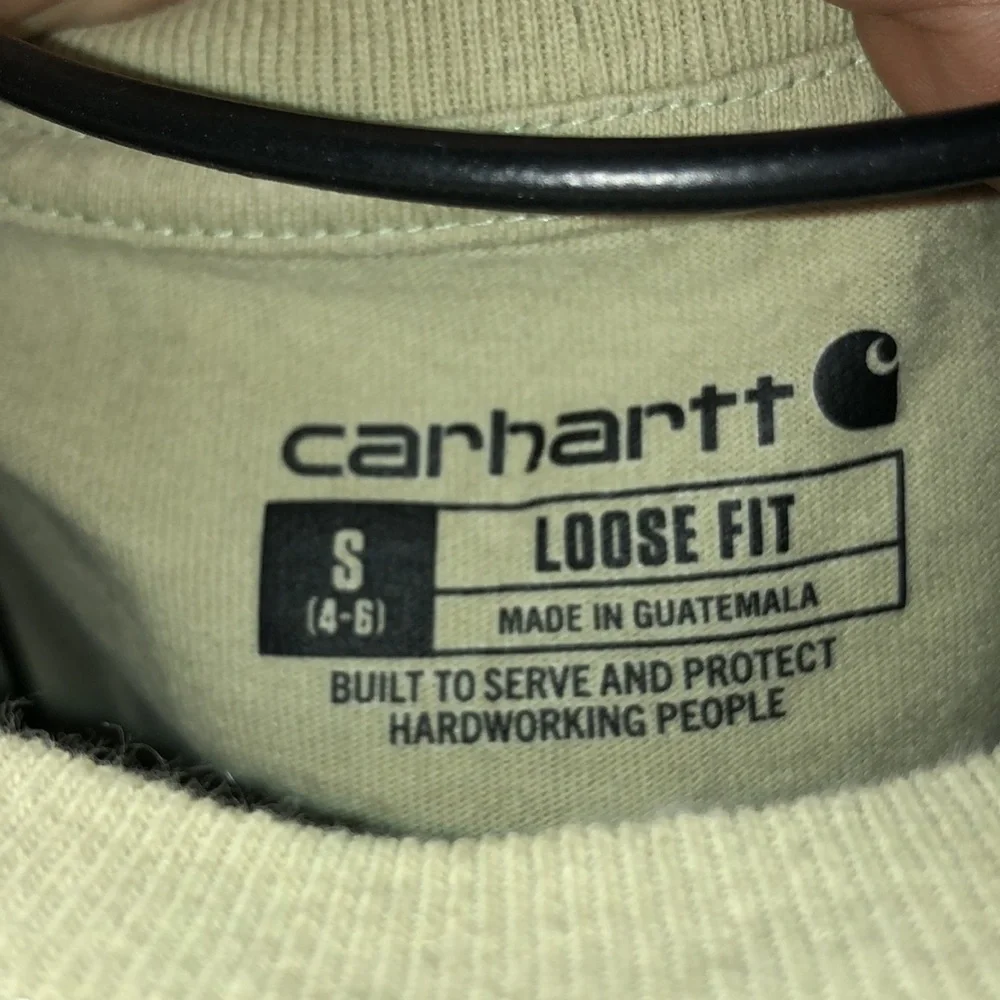 carhartt
S
(4-6)
LOOSE FIT
MADE IN GUATEMALA
BUILT TO SERVE AND PROTECT
HARDWORKING PEOPLE